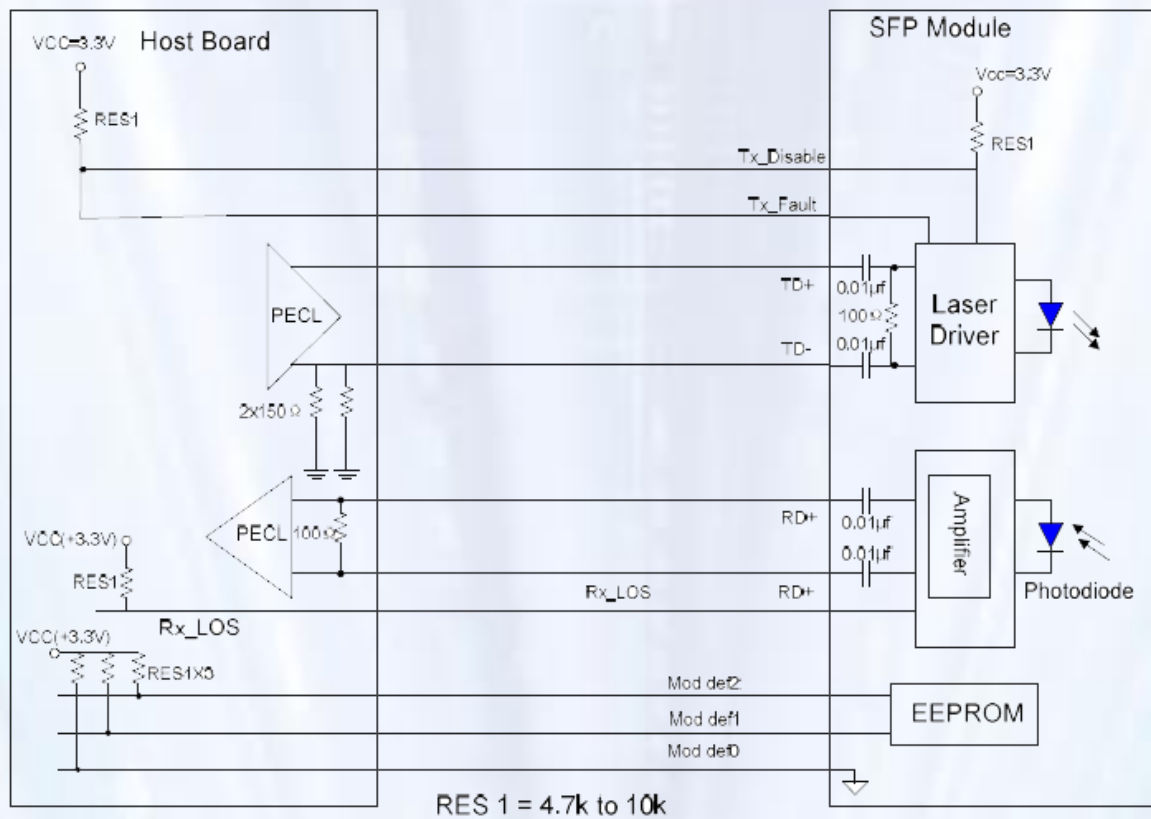 Host Board
SFP Module
VCC=3.3V
Vcc=3.3V
RES1
RES1
Tx_Disable
Tx_Fault
PECL
TD+
0.01µf
100Ω
Laser
Driver
TD-
0.01µf
2x150Ω
PECL
100Ω
RD+
0.01µf
Amplifier
VCC(+3.3V)
0.01µf
RES1
Rx_LOS
RD+
Photodiode
Rx_LOS
VCC(+3.3V)
RES1X3
Mod def2
EEPROM
Mod def1
Mod def0
RES 1 = 4.7k to 10k